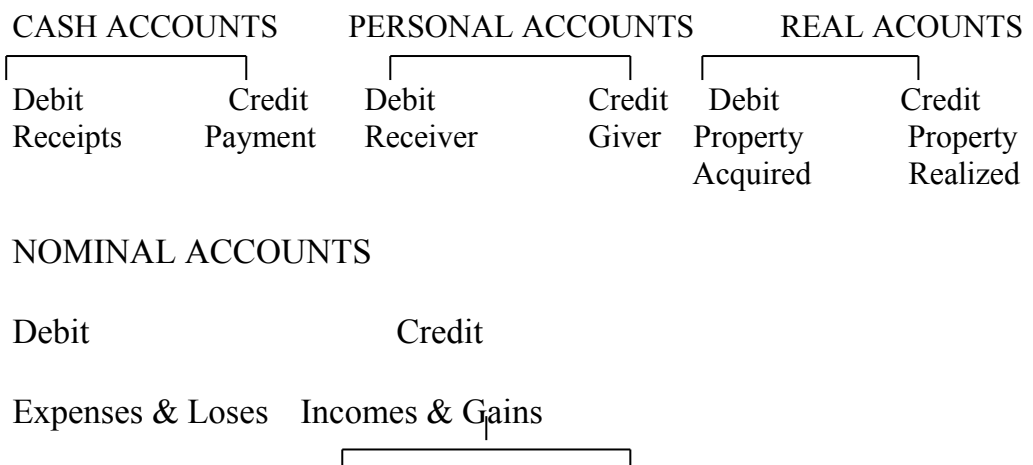 CASH ACCOUNTS PERSONAL ACCOUNTS REAL ACOUNTS
Debit Credit Debit Credit Debit Credit
Receipts Payment Receiver Giver Property Property
Acquired Realized
NOMINAL ACCOUNTS
Debit Credit
Expenses & Loses Incomes & Gains